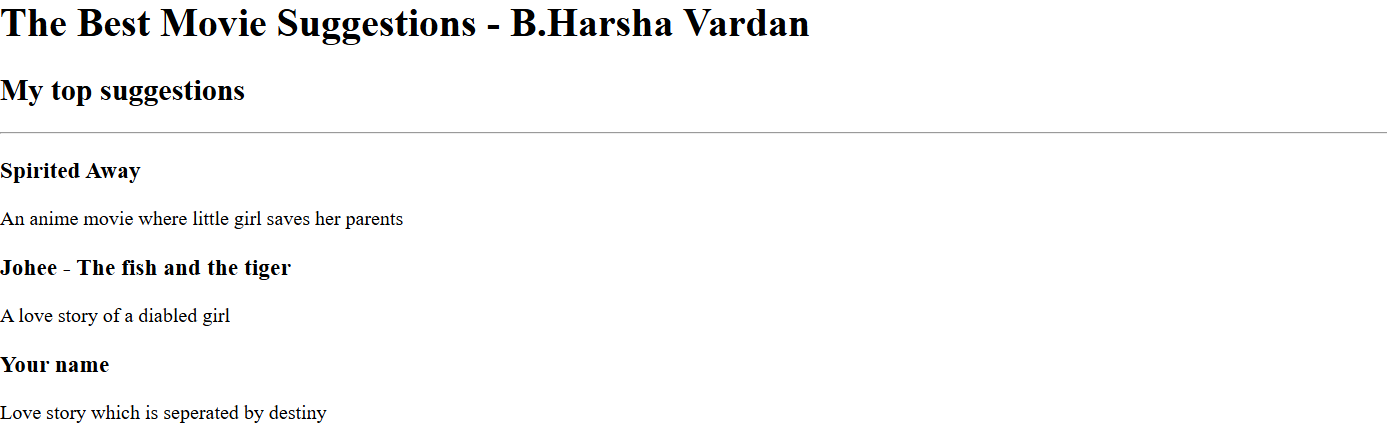 The Best Movie Suggestions - B.Harsha Vardan
My top suggestions
Spirited Away
An anime movie where little girl saves her parents
Johee - The fish and the tiger
A love story of a diabled girl
Your name
Love story which is seperated by destiny